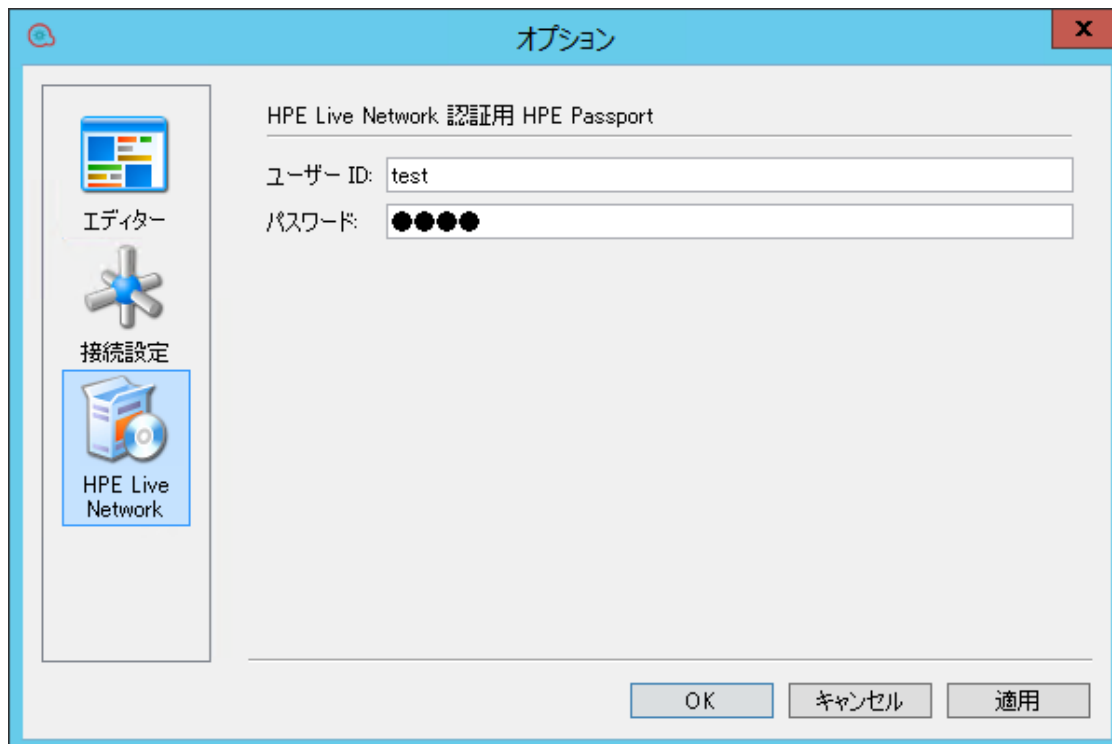 オプション
x
エディター
接続設定
HPE Live
Network
HPE Live Network 認証用 HPE Passport
ユーザー ID: test
パスワード: ●●●●
OK キャンセル 適用